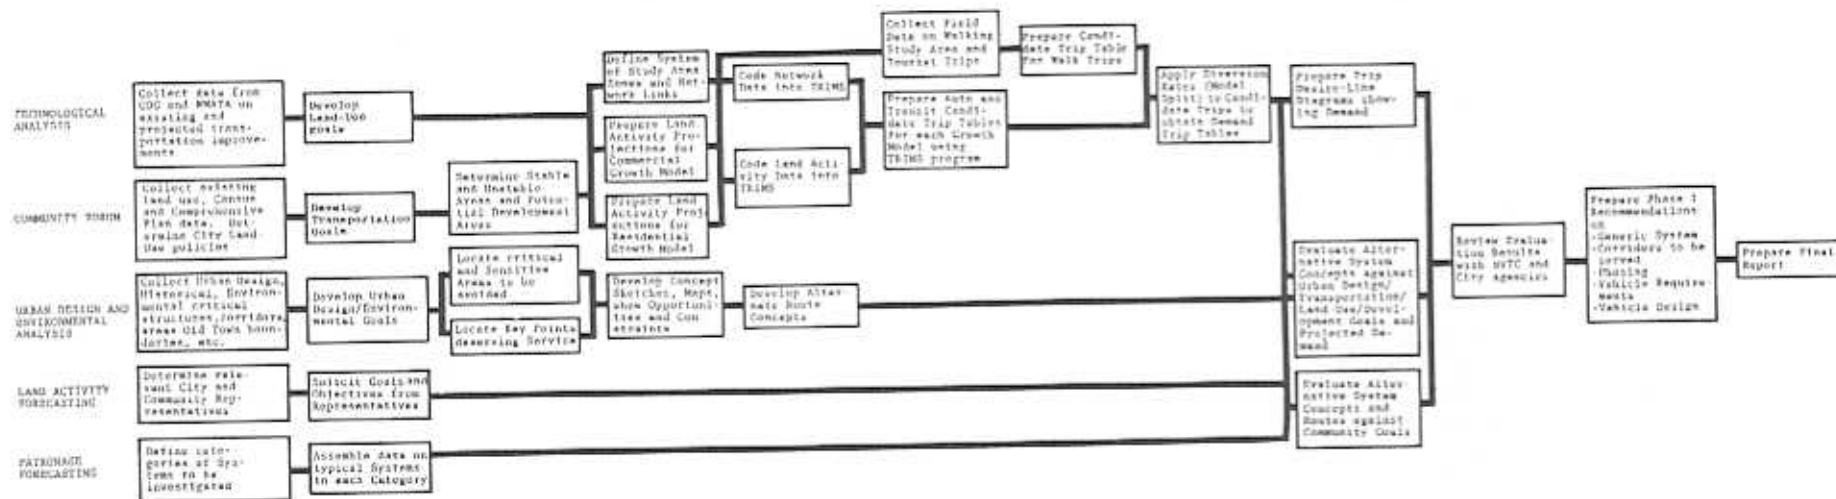 TECHNOLOGICAL
ANALYSIS
Collect data from
COG and WMATA on
existing and
projected trans-
portation improve-
ments
Develop
Land-Use
goals
Define System
of Study Area
Zones and Net-
work Links
Code Network
Data into TRIMS
Collect Field
Data on Walking
Study Area and
Tourist Trips
Prepare Candi-
date Trip Table
For Walk Trips
Prepare Land
Activity Pro-
jections for
Commercial
Growth Model
Prepare Auto and
Transit Candi-
date Trip Tables
for each Growth
Model using
TRIMS program
Apply Diversion
Rates (Model
Split) to Candi-
date Trips to
obtain Demand
Trip Tables
Prepare Trip
Desire-Line
Diagrams show-
ing Demand
COMMUNITY FORUM
Collect existing
land use, Census
and Comprehensive
Plan data. Det-
ermine City Land
Use policies
Develop
Transportation
Goals
Determine Stable
and Unstable
Areas and Poten-
tial Development
Areas
Prepare Land
Activity Proj
ections for
Residential
Growth Model
Code Land Acti-
vity Data into
TRIMS
URBAN DESIGN AND
ENVIRONMENTAL
ANALYSIS
Collect Urban Design,
Historical, Environ-
mental critical
structures, corridors,
areas Old Town boun-
daries, etc.
Develop Urban
Design/Environ-
mental Goals
Locate critical
and Sensitive
Areas to be
avoided
Locate Key Points
deserving Service
Develop Concept
Sketches, Maps,
show Opportuni-
ties and Con
straints
Develop Alter-
nate Route
Concepts
Evaluate Alter-
native System
Concepts against
Urban Design/
Transportation/
Land Use/Devel-
opment Goals and
Projected De-
mand
Review Evalua-
tion Results
with NVTC and
City agencies
Prepare Phase I
Recommendations
on
-Generic System
-Corridors to be
served
-Phasing
-Vehicle Require-
ments
-Vehicle Design
Prepare Final
Report
LAND ACTIVITY
FORECASTING
Determine rele-
vant City and
Community Rep-
resentatives
Solicit Goals and
Objectives from
Representatives
Evaluate Alter-
native System
Concepts and
Routes against
Community Goals
PATRONAGE
FORECASTING
Define cate-
gories of Sys-
tems to be
investigated
Assemble data on
typical Systems
in each Category